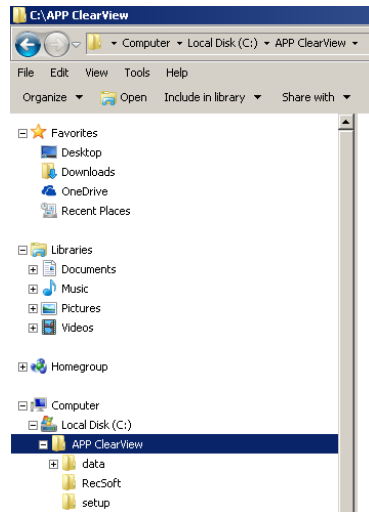 C:\APP ClearView
Computer Local Disk (C:) APP ClearView
File Edit View Tools Help
Organize Open Include in library Share with
Favorites
Desktop
Downloads
OneDrive
Recent Places
Libraries
Documents
Music
Pictures
Videos
Homegroup
Computer
Local Disk (C:)
APP ClearView
data
RecSoft
setup